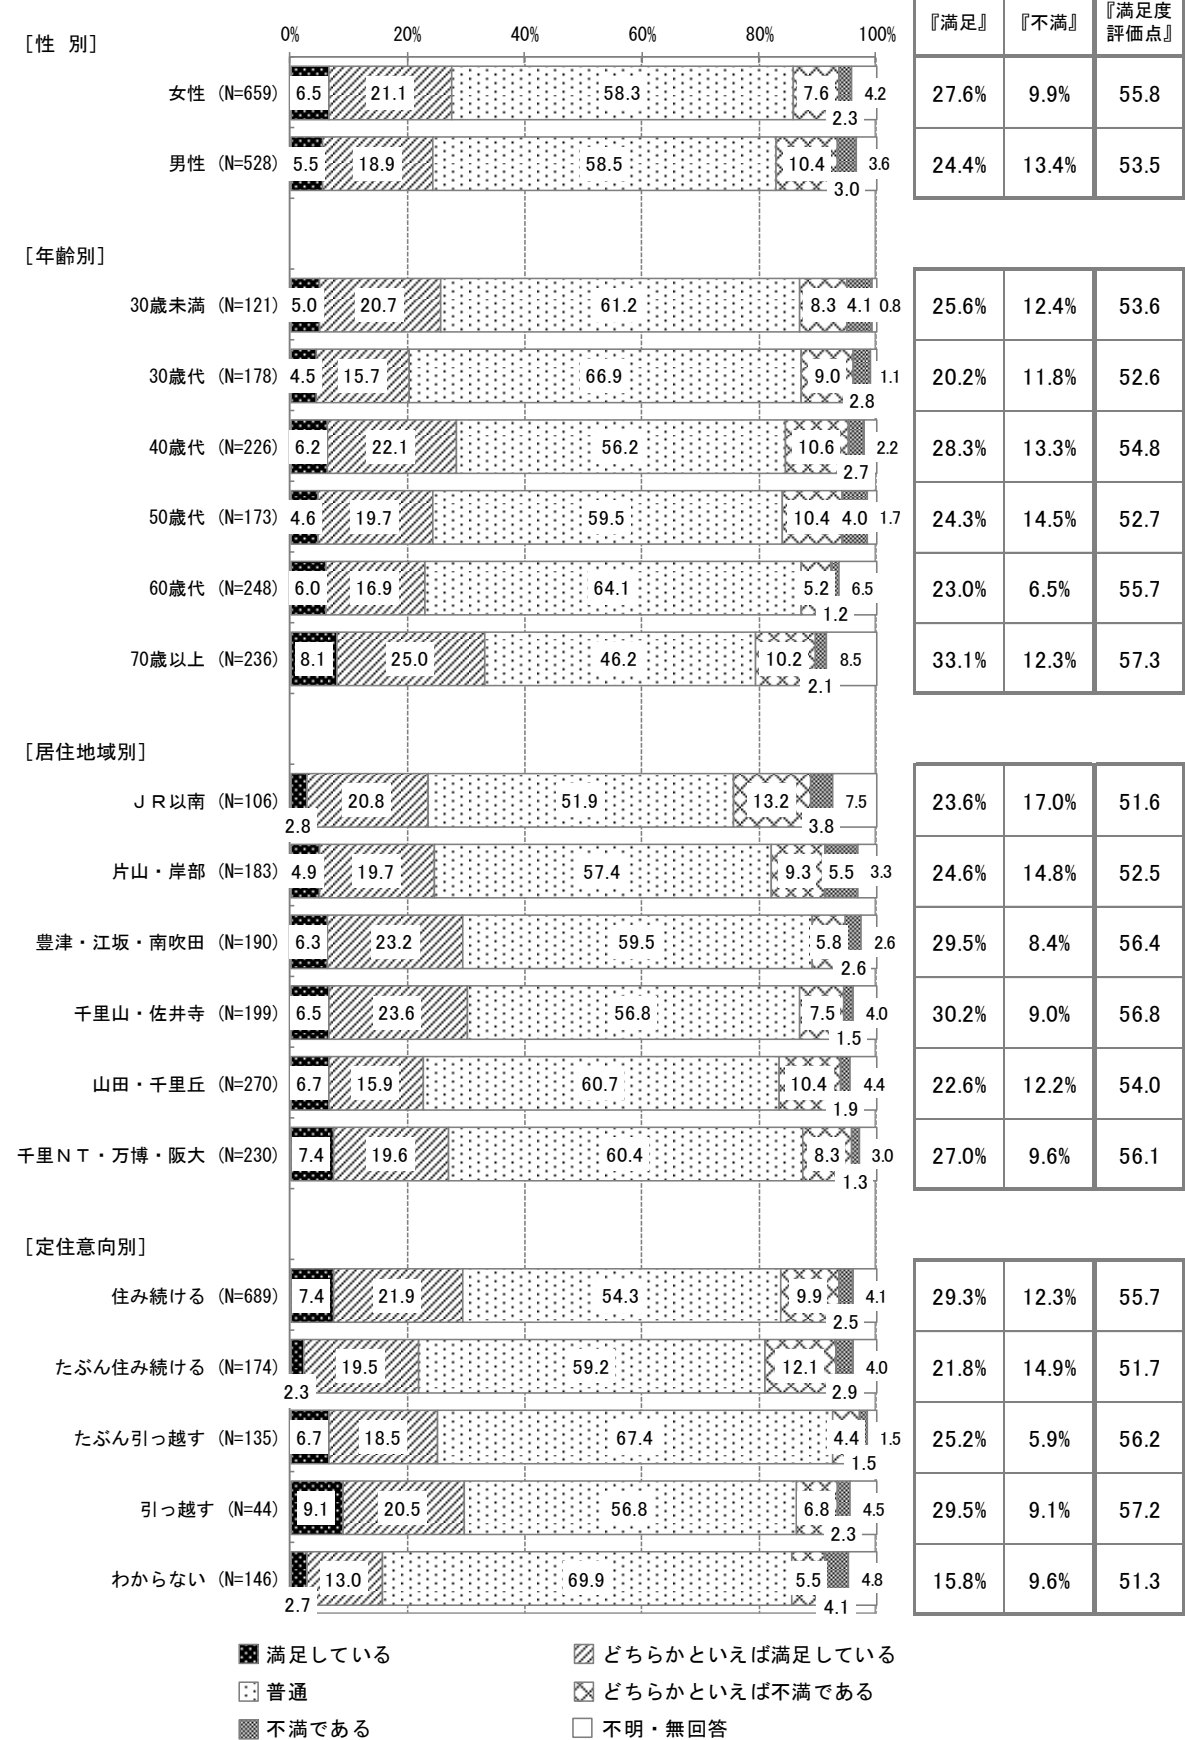 『満足』 『不満』 『満足度評価点』
［性 別］ 0% 20% 40% 60% 80% 100%
女性 (N=659) 6.5 21.1 58.3 7.6 2.3 4.2 27.6% 9.9% 55.8
男性 (N=528) 5.5 18.9 58.5 10.4 3.0 3.6 24.4% 13.4% 53.5
［年齢別］
30歳未満 (N=121) 5.0 20.7 61.2 8.3 4.1 0.8 25.6% 12.4% 53.6
30歳代 (N=178) 4.5 15.7 66.9 9.0 2.8 1.1 20.2% 11.8% 52.6
40歳代 (N=226) 6.2 22.1 56.2 10.6 2.7 2.2 28.3% 13.3% 54.8
50歳代 (N=173) 4.6 19.7 59.5 10.4 4.0 1.7 24.3% 14.5% 52.7
60歳代 (N=248) 6.0 16.9 64.1 5.2 1.2 6.5 23.0% 6.5% 55.7
70歳以上 (N=236) 8.1 25.0 46.2 10.2 2.1 8.5 33.1% 12.3% 57.3
［居住地域別］
ＪＲ以南 (N=106) 2.8 20.8 51.9 13.2 3.8 7.5 23.6% 17.0% 51.6
片山・岸部 (N=183) 4.9 19.7 57.4 9.3 5.5 3.3 24.6% 14.8% 52.5
豊津・江坂・南吹田 (N=190) 6.3 23.2 59.5 5.8 2.6 2.6 29.5% 8.4% 56.4
千里山・佐井寺 (N=199) 6.5 23.6 56.8 7.5 1.5 4.0 30.2% 9.0% 56.8
山田・千里丘 (N=270) 6.7 15.9 60.7 10.4 1.9 4.4 22.6% 12.2% 54.0
千里ＮＴ・万博・阪大 (N=230) 7.4 19.6 60.4 8.3 1.3 3.0 27.0% 9.6% 56.1
［定住意向別］
住み続ける (N=689) 7.4 21.9 54.3 9.9 2.5 4.1 29.3% 12.3% 55.7
たぶん住み続ける (N=174) 2.3 19.5 59.2 12.1 2.9 4.0 21.8% 14.9% 51.7
たぶん引っ越す (N=135) 6.7 18.5 67.4 4.4 1.5 1.5 25.2% 5.9% 56.2
引っ越す (N=44) 9.1 20.5 56.8 6.8 2.3 4.5 29.5% 9.1% 57.2
わからない (N=146) 2.7 13.0 69.9 5.5 4.1 4.8 15.8% 9.6% 51.3
満足している どちらかといえば満足している
普通 どちらかといえば不満である
不満である 不明・無回答